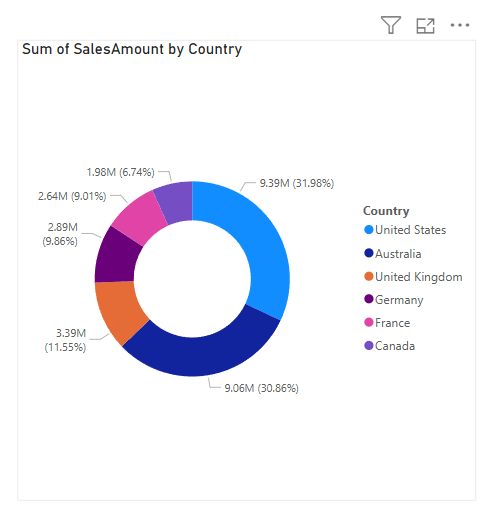 Sum of SalesAmount by Country
1.98M (6.74%)
9.39M (31.98%)
2.64M (9.01%)
2.89M
(9.86%)
3.39M
(11.55%)
9.06M (30.86%)
Country
United States
Australia
United Kingdom
Germany
France
Canada